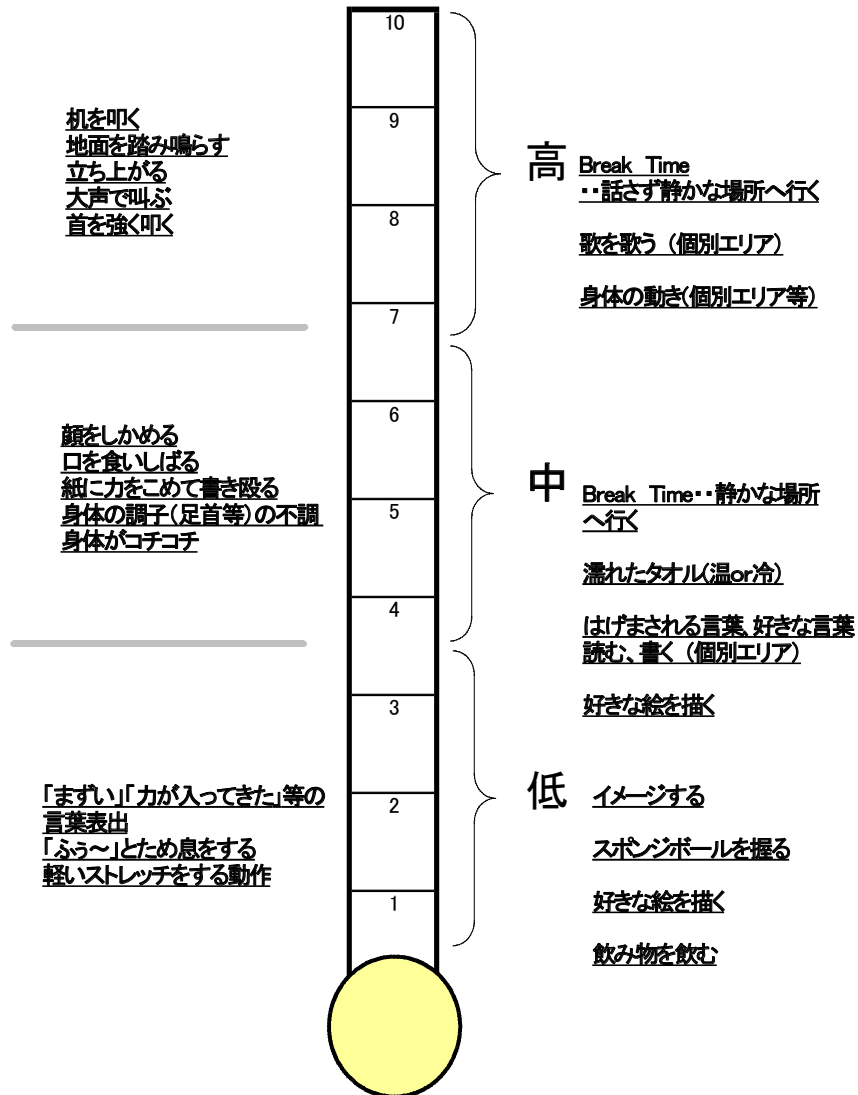 10
9
8
7
6
5
4
3
2
1
机を叩く
地面を踏み鳴らす
立ち上がる
大声で叫ぶ
首を強く叩く
高
Break Time
・・話さず静かな場所へ行く
歌を歌う（個別エリア）
身体の動き(個別エリア等)
顔をしかめる
口を食いしばる
紙に力をこめて書き殴る
身体の調子(足首等)の不調
身体がコチコチ
中
Break Time・・静かな場所
へ行く
濡れたタオル(温or冷)
はげまされる言葉、好きな言葉
読む、書く（個別エリア）
好きな絵を描く
「まずい」「力が入ってきた」等の
言葉表出
「ふぅ～」とため息をする
軽いストレッチをする動作
低
イメージする
スポンジボールを握る
好きな絵を描く
飲み物を飲む